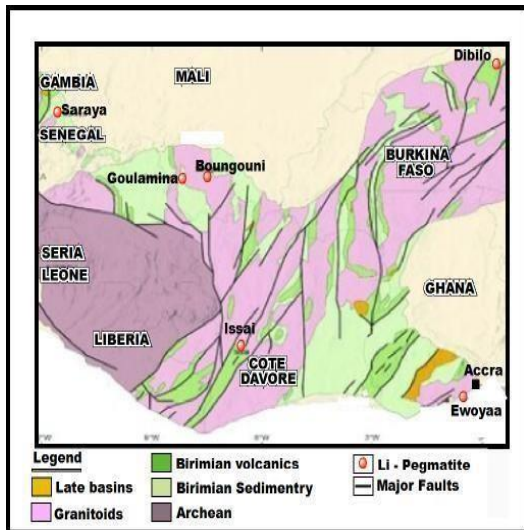 Dibilo
MALI
GAMBIA
Saraya
SENEGAL
BURKINA
FASO
Boungouni
Goulamina
SERIA
LEONE
GHANA
LIBERIA
Issai
COTE
DAVORE
Accra
Ewoyaa
Legend
Birimian volcanics
Li - Pegmatite
Late basins
Birimian Sedimentry
Major Faults
Granitoids
Archean